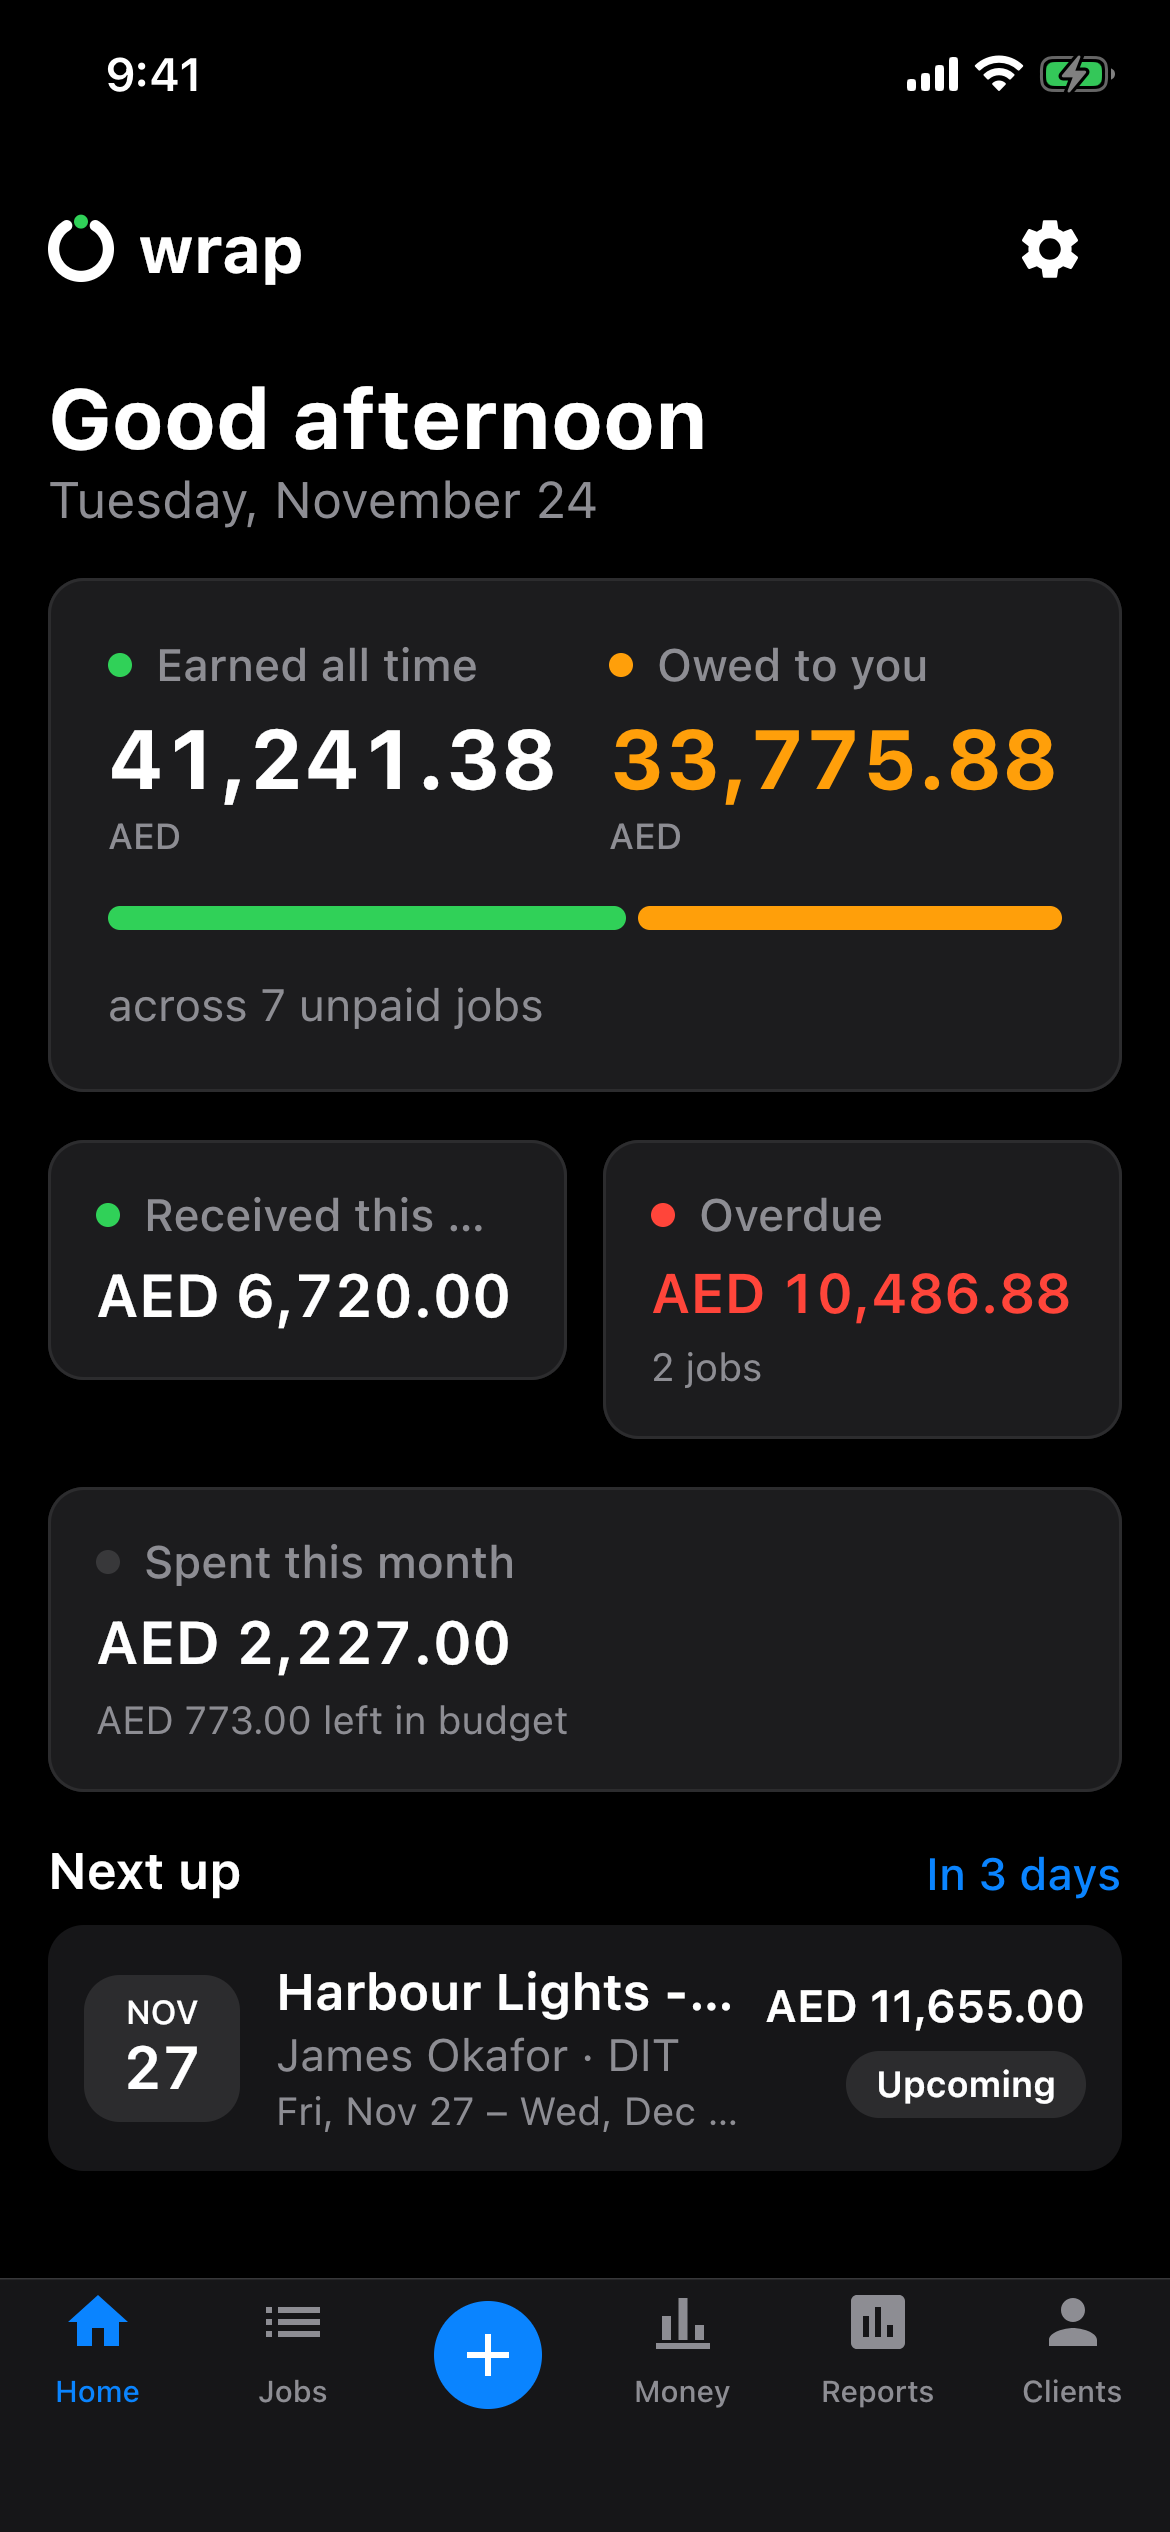 9:41
wrap
Good afternoon
Tuesday, November 24
Earned all time
41,241.38
AED
Owed to you
33,775.88
AED
across 7 unpaid jobs
Received this ...
AED 6,720.00
Overdue
AED 10,486.88
2 jobs
Spent this month
AED 2,227.00
AED 773.00 left in budget
Next up
In 3 days
NOV
27
Harbour Lights -...
James Okafor · DIT
Fri, Nov 27 – Wed, Dec ...
AED 11,655.00
Upcoming
Home
Jobs
Money
Reports
Clients